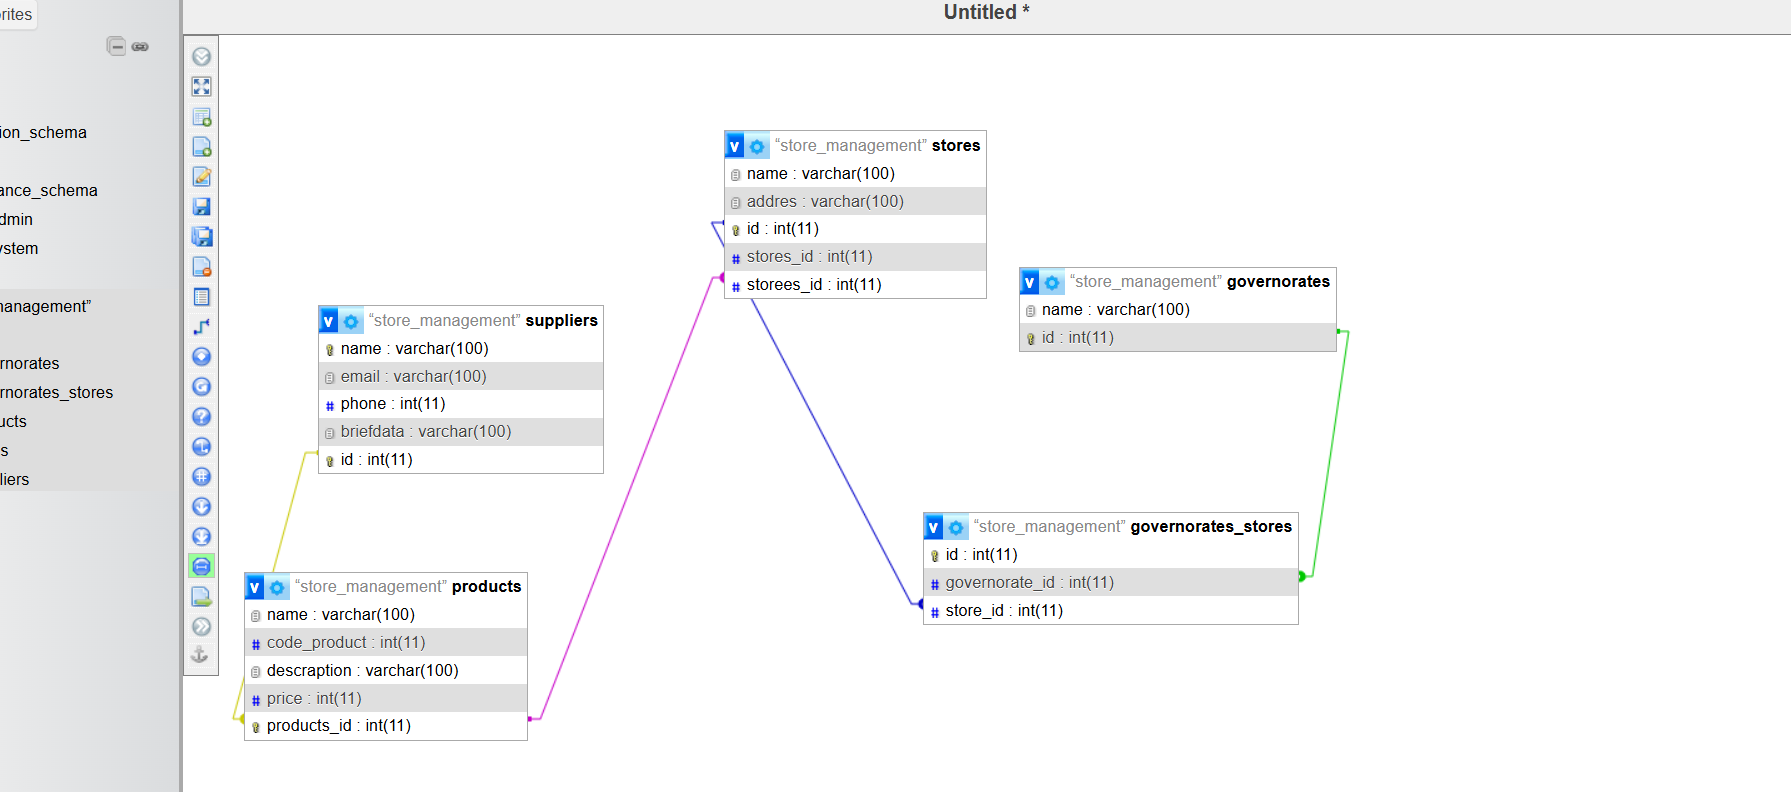 rites
Untitled *
ion_schema
ance_schema
dmin
ystem
nanagement”
rnorates
rnorates_stores
ucts
s
liers
v “store_management” stores
name : varchar(100)
addres : varchar(100)
id : int(11)
# stores_id : int(11)
# storees_id : int(11)
v “store_management” governorates
name : varchar(100)
id : int(11)
v “store_management” suppliers
name : varchar(100)
email : varchar(100)
# phone : int(11)
briefdata : varchar(100)
id : int(11)
v “store_management” governorates_stores
id : int(11)
# governorate_id : int(11)
# store_id : int(11)
v “store_management” products
name : varchar(100)
# code_product : int(11)
descraption : varchar(100)
# price : int(11)
products_id : int(11)